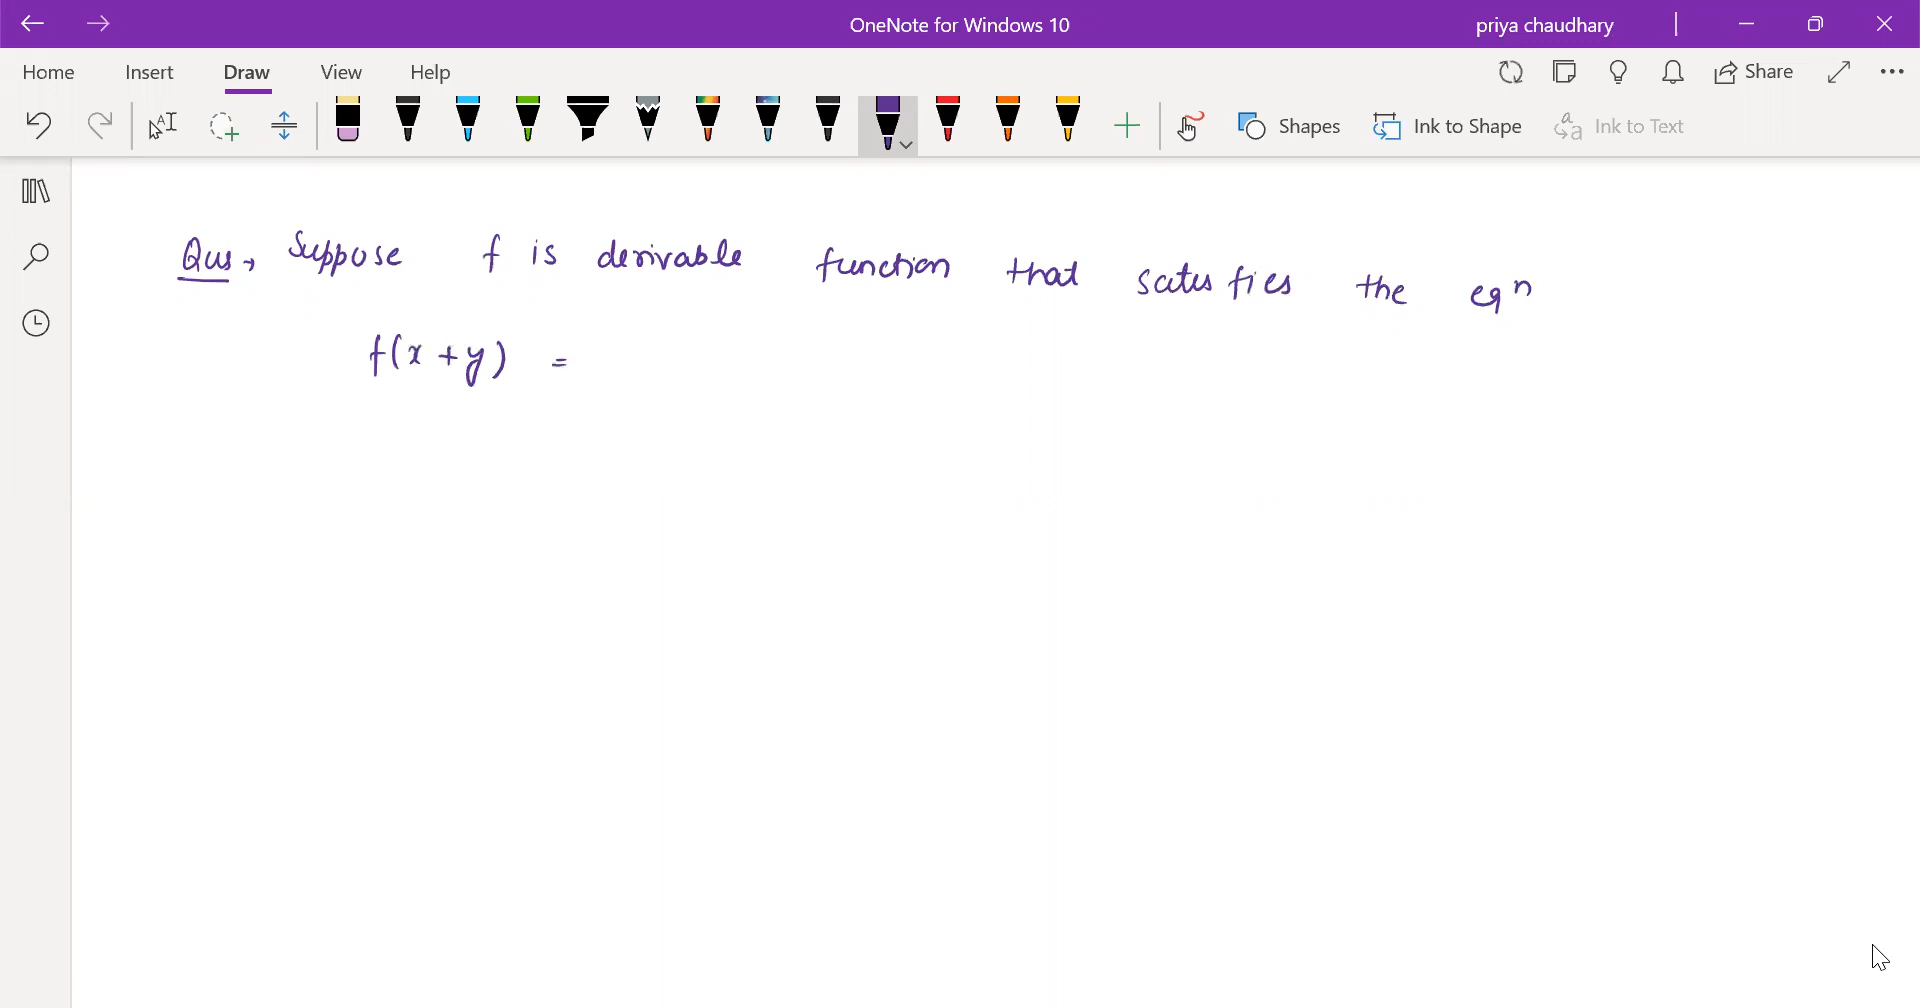 OneNote for Windows 10
priya chaudhary
Home Insert Draw View Help
Share
Shapes Ink to Shape Ink to Text
Qus → Suppose f is derivable function that satisfies the eqn
f(x+y) =